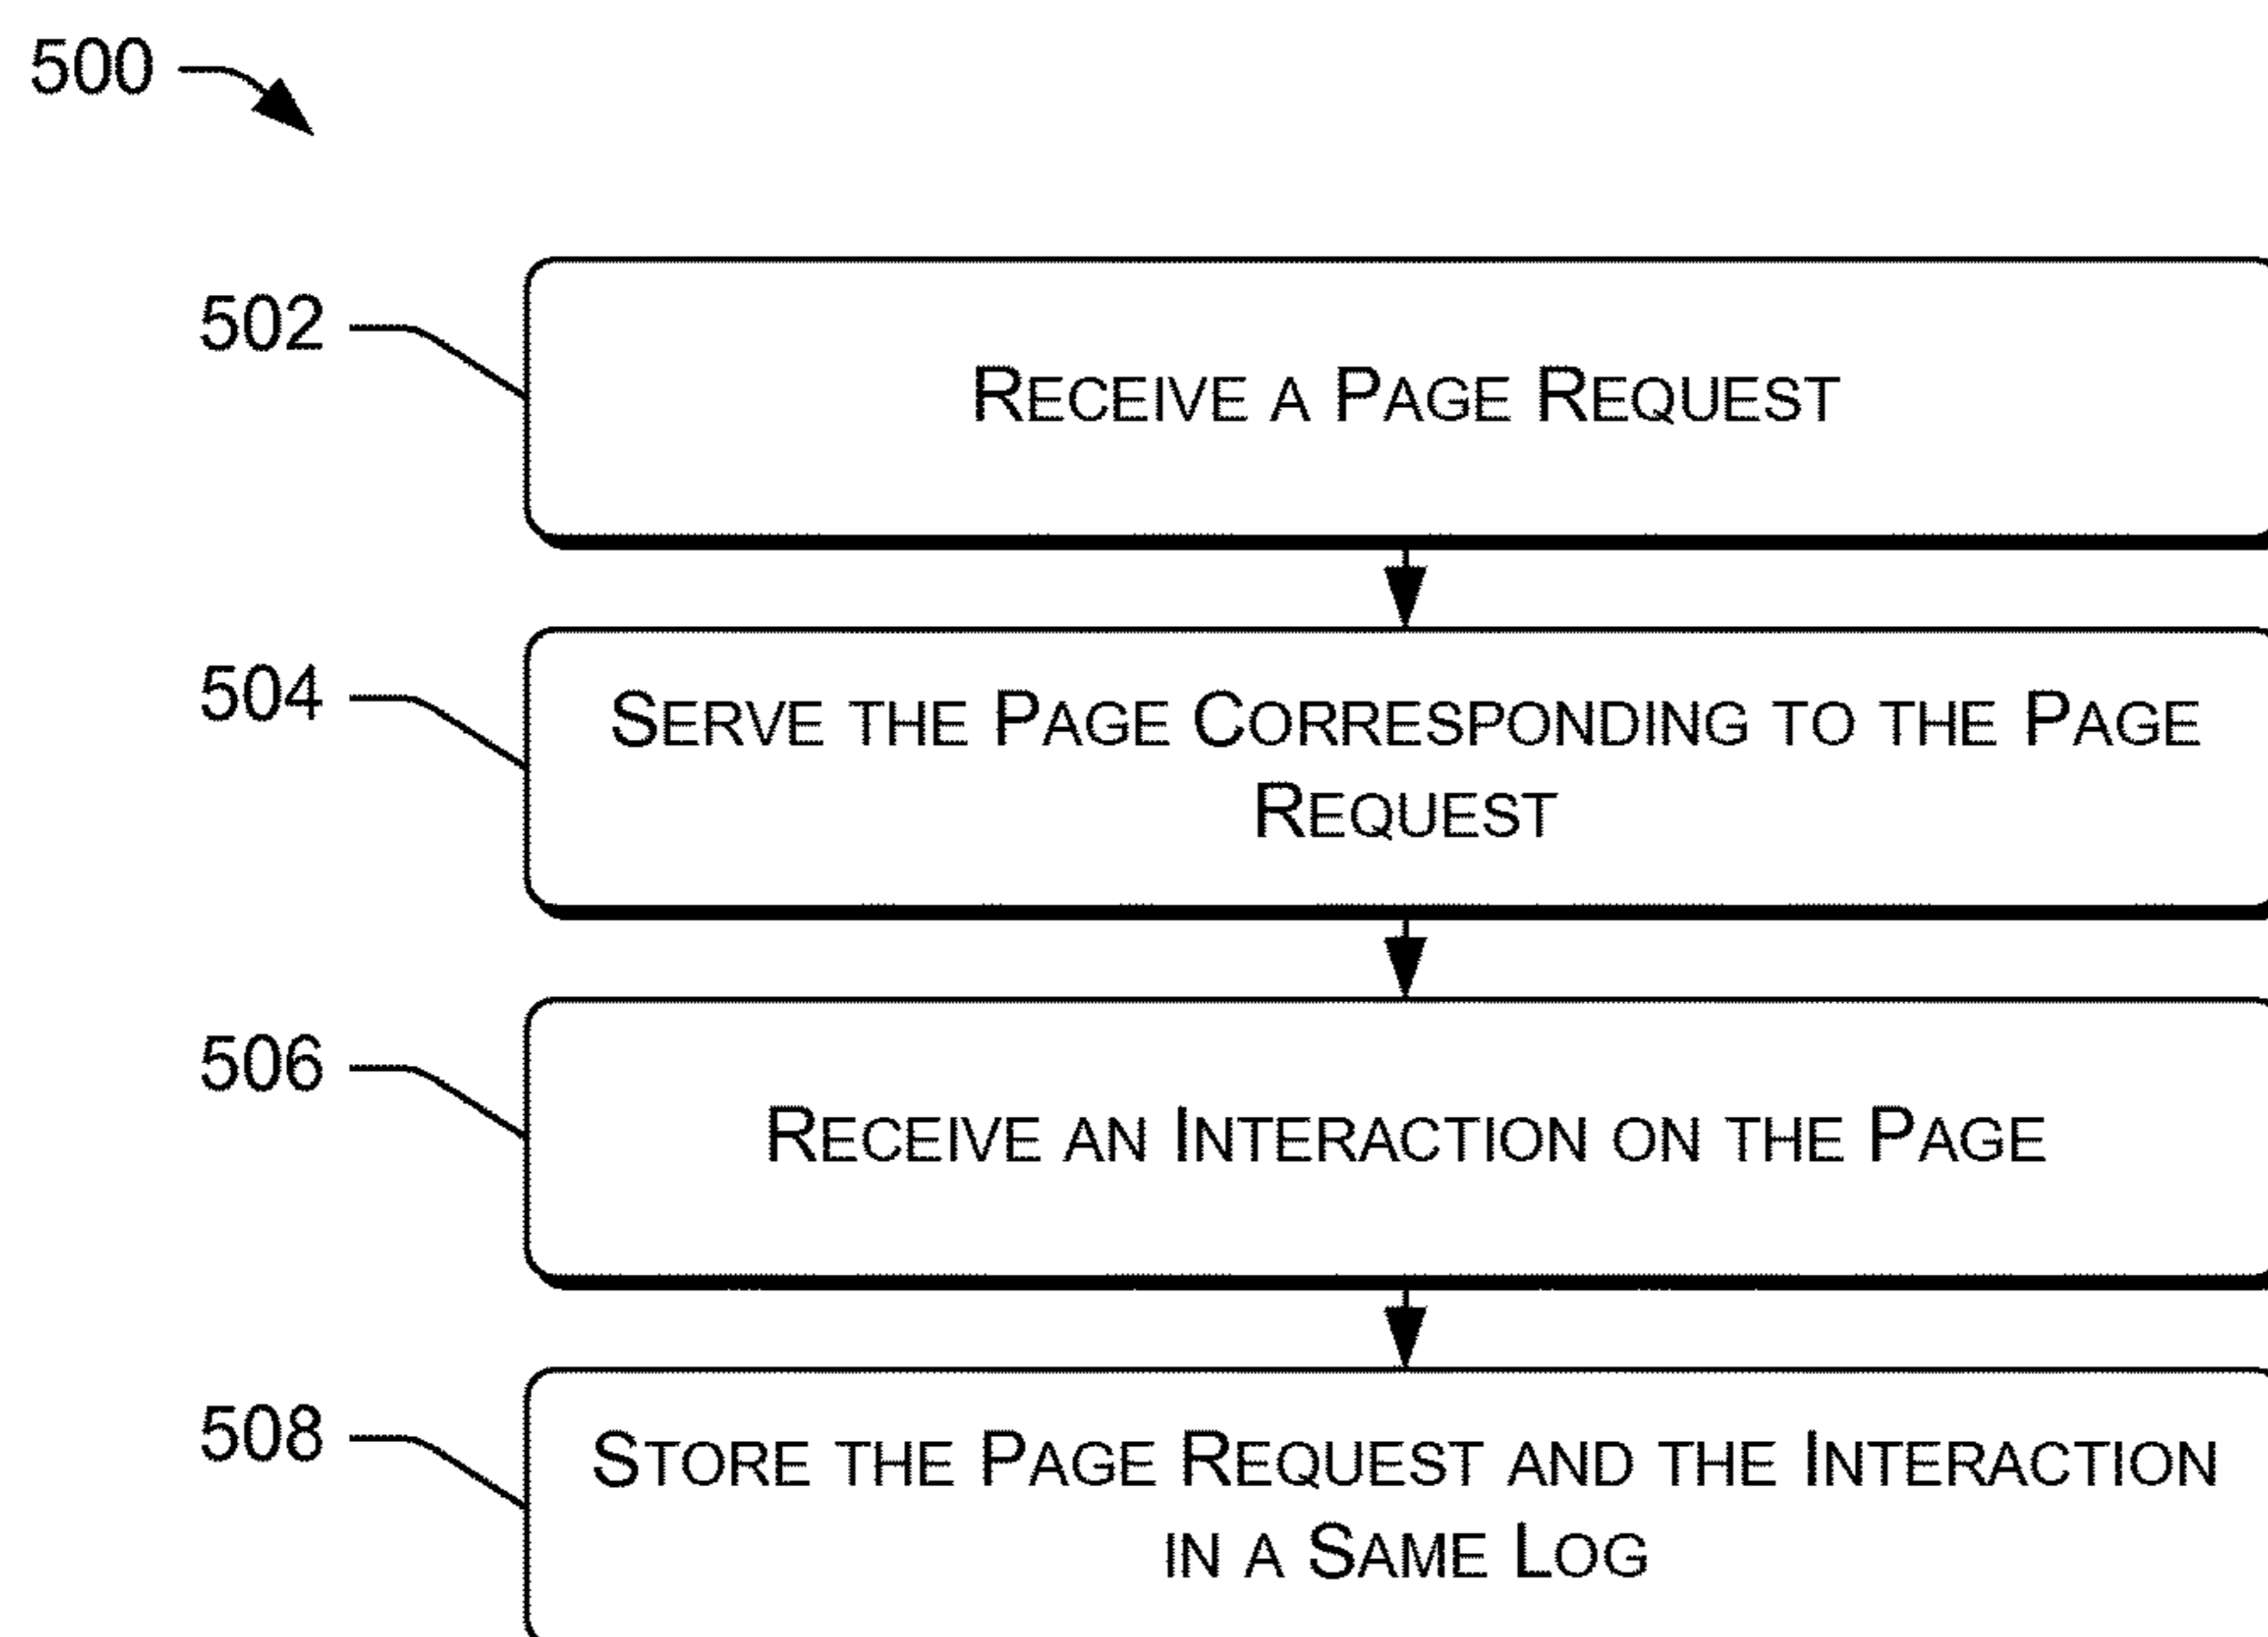 500
502
RECEIVE A PAGE REQUEST
504
SERVE THE PAGE CORRESPONDING TO THE PAGE
REQUEST
506
RECEIVE AN INTERACTION ON THE PAGE
508
STORE THE PAGE REQUEST AND THE INTERACTION
IN A SAME LOG